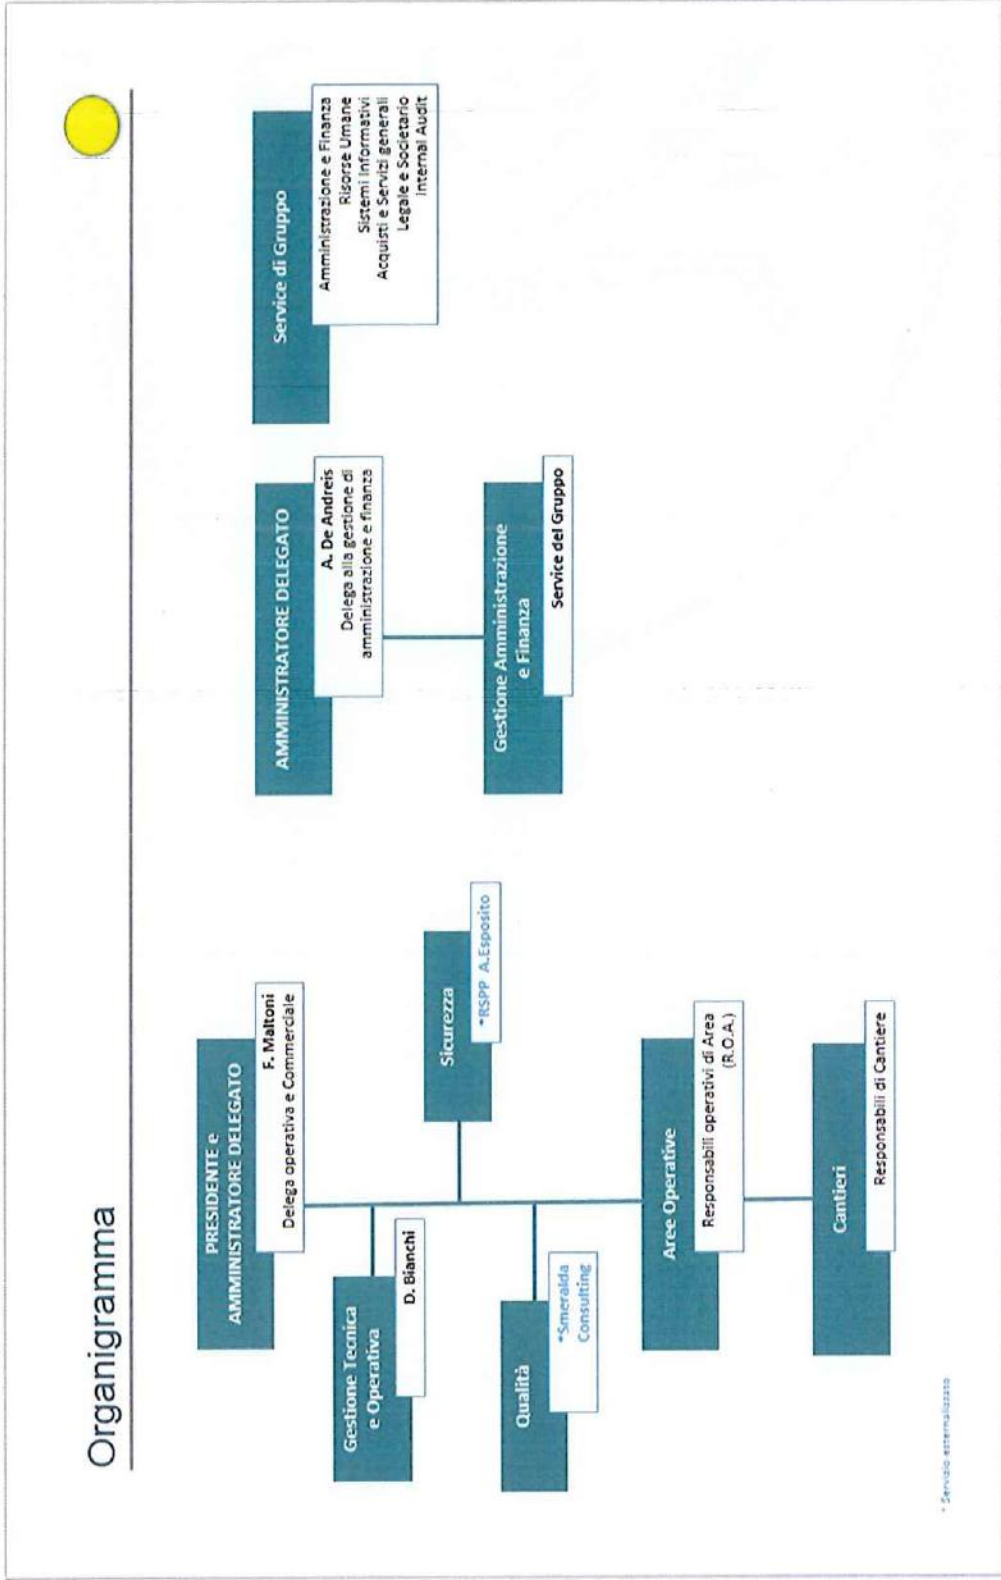 Organigramma
PRESIDENTE e
AMMINISTRATORE DELEGATO
F. Maltoni
Delega operativa e Commerciale
Gestione Tecnica
e Operativa
D. Bianchi
Sicurezza
*RSPP A.Esposito
Qualità
*Smeralda
Consulting
Aree Operative
Responsabili operativi di Area
(R.O.A.)
Cantieri
Responsabili di Cantiere
AMMINISTRATORE DELEGATO
A. De Andreis
Delega alla gestione di
amministrazione e finanza
Gestione Amministrazione
e Finanza
Service del Gruppo
Service di Gruppo
Amministrazione e Finanza
Risorse Umane
Sistemi Informativi
Acquisti e Servizi generali
Legale e Societario
Internal Audit
* Servizio esternalizzato